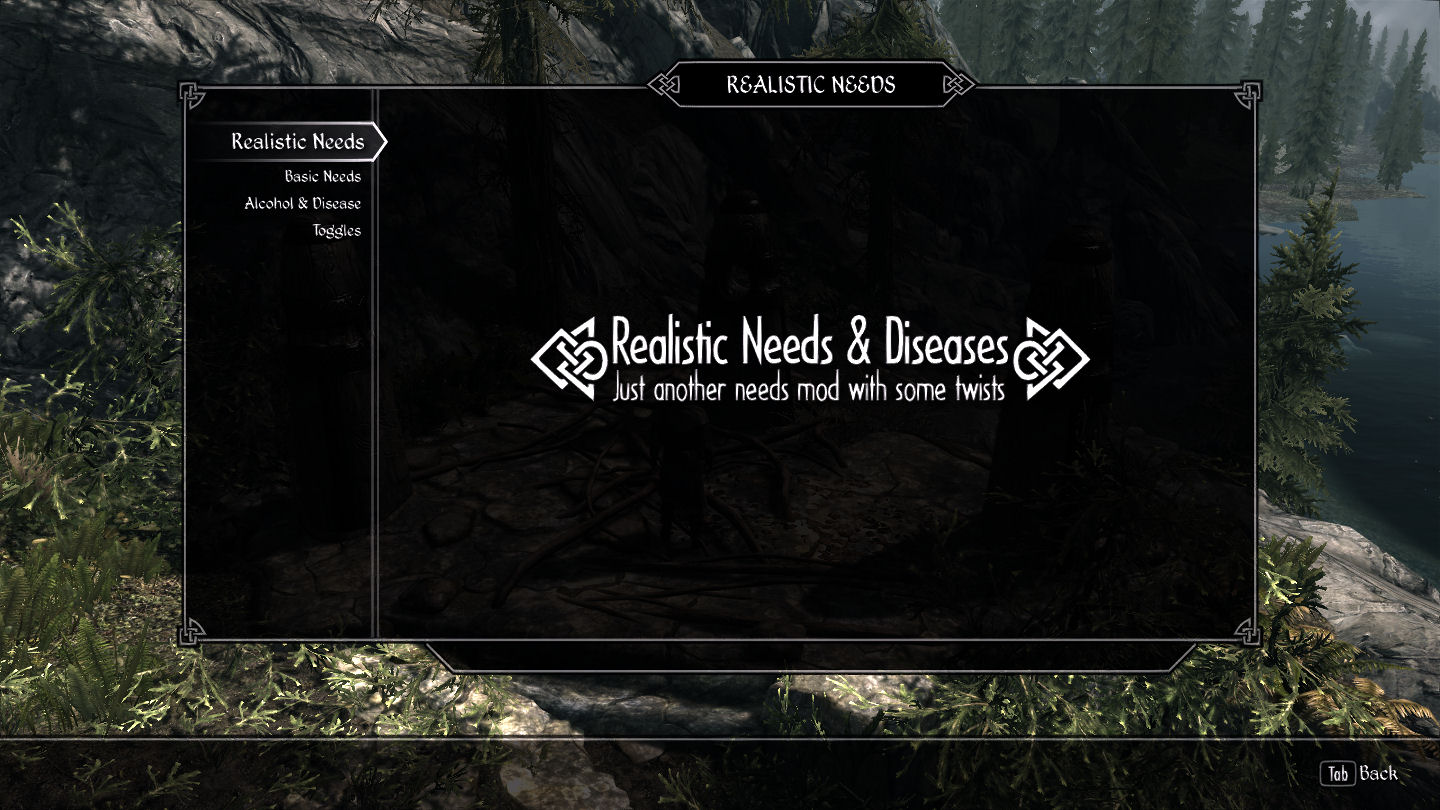 REALISTIC NEEDS
Realistic Needs
Basic Needs
Alcohol & Disease
Toggles
Realistic Needs & Diseases
Just another needs mod with some twists
Tab Back